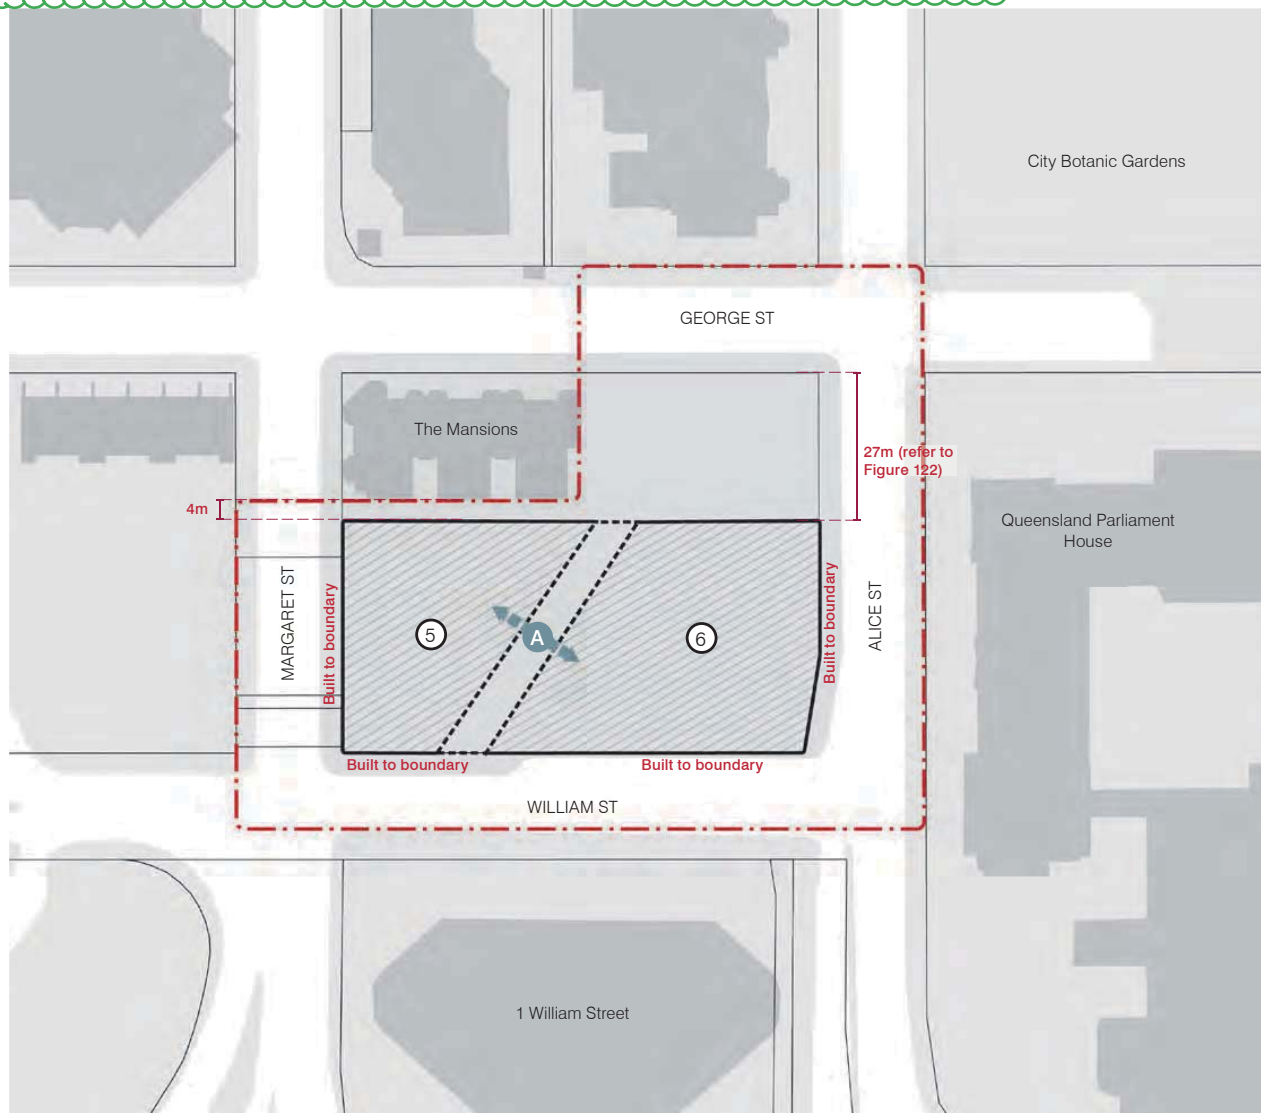 City Botanic Gardens
GEORGE ST
The Mansions
27m (refer to
Figure 122)
4m
Queensland Parliament
House
MARGARET ST
Built to boundary
5
A
6
Built to boundary
ALICE ST
Built to boundary
Built to boundary
WILLIAM ST
1 William Street